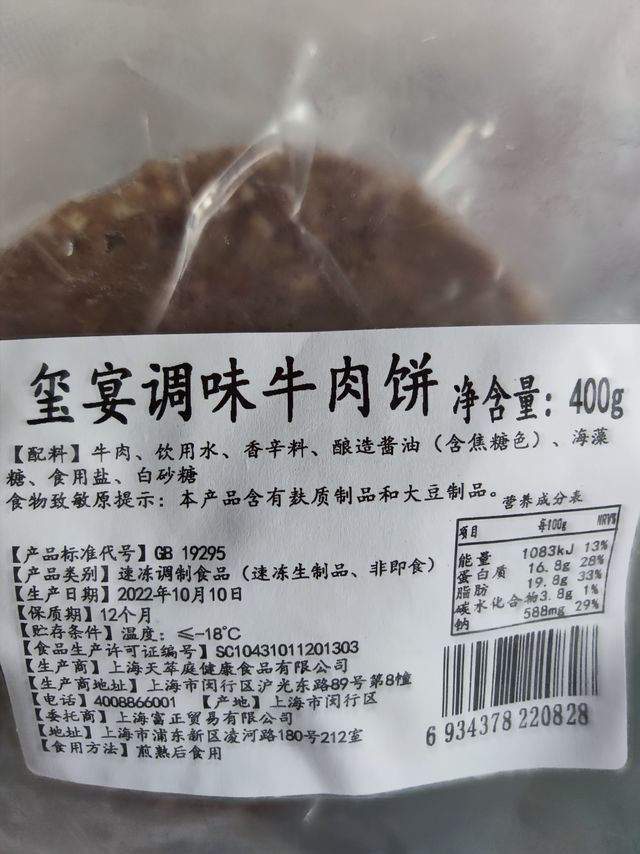 玺宴调味牛肉饼 净含量：400g
【配料】牛肉、饮用水、香辛料、酿造酱油（含焦糖色）、海藻
糖、食用盐、白砂糖
食物致敏原提示：本产品含有麸质制品和大豆制品。
营养成分表
项目 每100g NRV%
能量 1083kJ 13%
蛋白质 16.8g 28%
脂肪 19.8g 33%
碳水化合物 3.8g 1%
钠 588mg 29%
【产品标准代号】GB 19295
【产品类别】速冻调制食品（速冻生制品、非即食）
【生产日期】2022年10月10日
【保质期】12个月
【贮存条件】温度：≤-18℃
【食品生产许可证编号】SC10431011201303
【生产商】上海天萃庭健康食品有限公司
【生产商地址】上海市闵行区沪光东路89号第8幢
【电话】4008866001 【产地】上海市闵行区
【委托商】上海富正贸易有限公司
【地址】上海市浦东新区凌河路180号212室
【食用方法】煎熟后食用
6 934378 220828